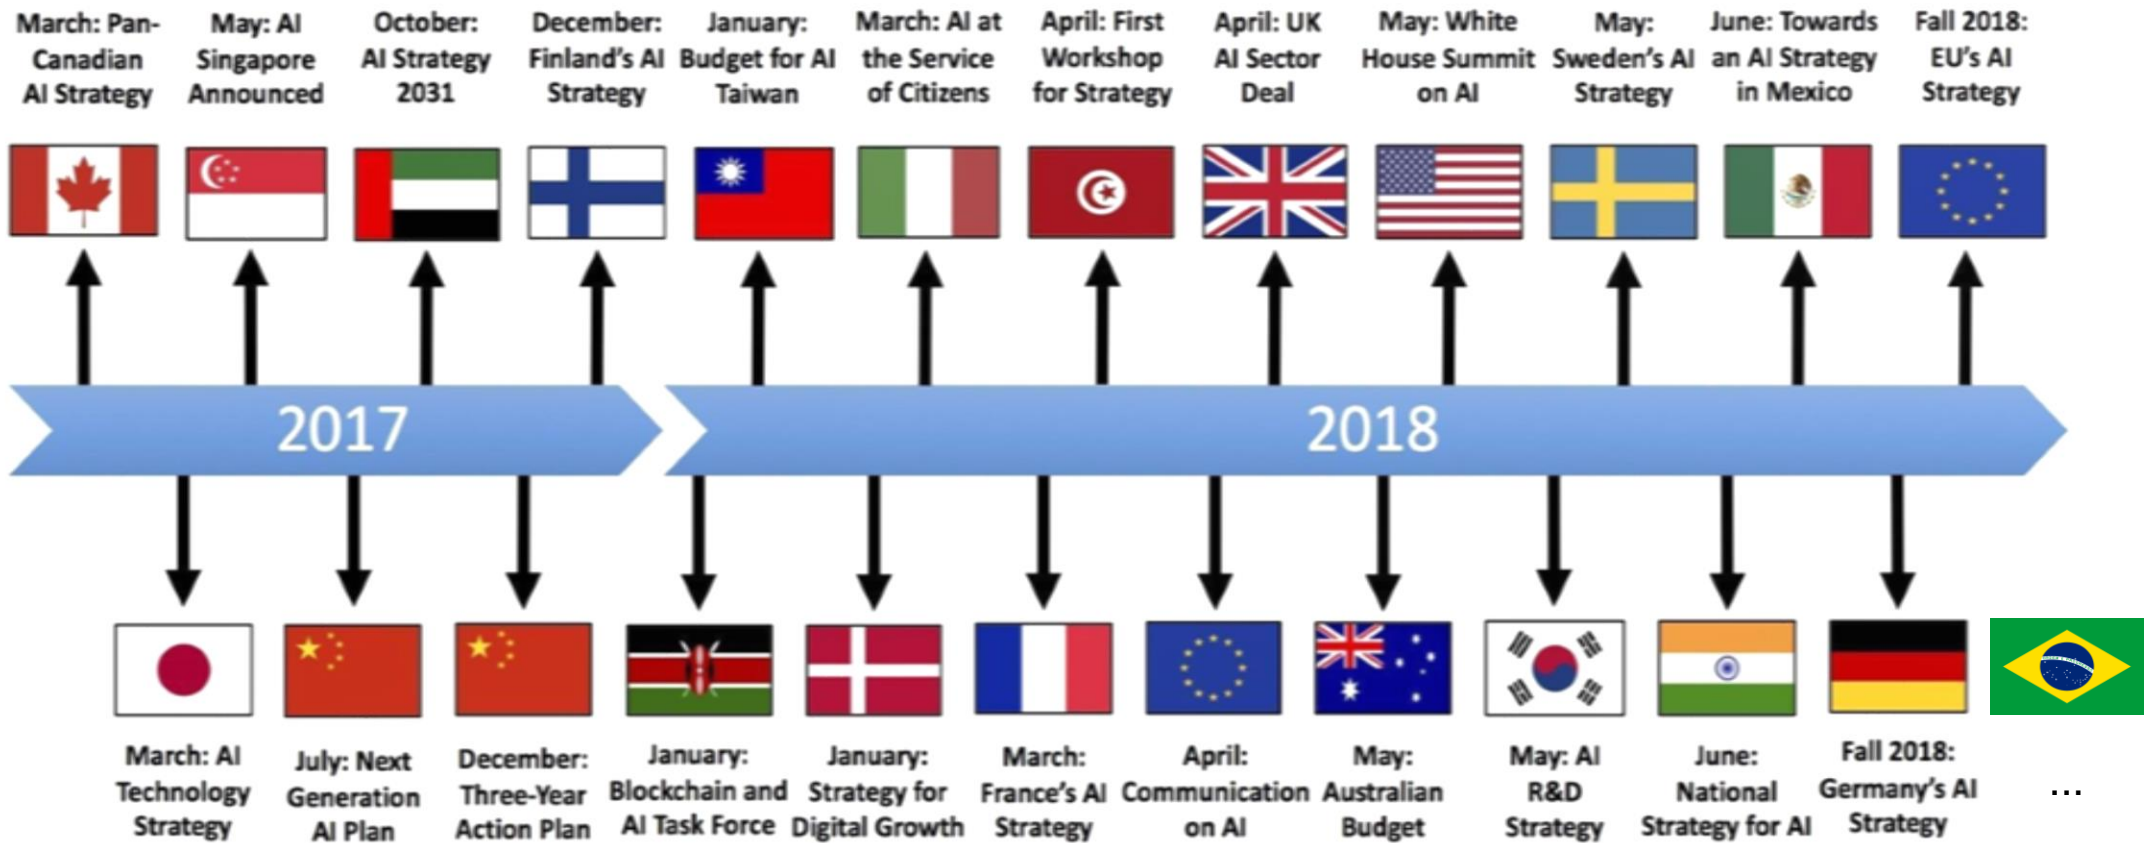 March: Pan-
Canadian
AI Strategy
May: AI
Singapore
Announced
October:
AI Strategy
2031
December:
Finland's AI
Strategy
January:
Budget for AI
Taiwan
March: AI at
the Service
of Citizens
April: First
Workshop
for Strategy
April: UK
AI Sector
Deal
May: White
House Summit
on AI
May:
Sweden's AI
Strategy
June: Towards
an AI Strategy
in Mexico
Fall 2018:
EU's AI
Strategy
2017
2018
March: AI
Technology
Strategy
July: Next
Generation
AI Plan
December:
Three-Year
Action Plan
January:
Blockchain and
AI Task Force
January:
Strategy for
Digital Growth
March:
France's AI
Strategy
April:
Communication
on AI
May:
Australian
Budget
May: AI
R&D
Strategy
June:
National
Strategy for AI
Fall 2018:
Germany's AI
Strategy
...